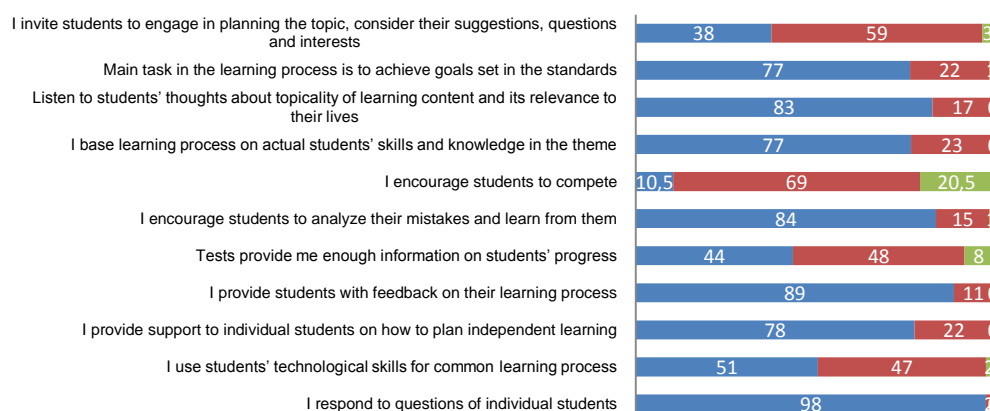 I invite students to engage in planning the topic, consider their suggestions, questions
and interests
38 59 3
Main task in the learning process is to achieve goals set in the standards
77 22 1
Listen to students' thoughts about topicality of learning content and its relevance to
their lives
83 17
I base learning process on actual students' skills and knowledge in the theme
77 23
I encourage students to compete
10,5 69 20,5
I encourage students to analyze their mistakes and learn from them
84 15 1
Tests provide me enough information on students' progress
44 48 8
I provide students with feedback on their learning process
89 11
I provide support to individual students on how to plan independent learning
78 22
I use students' technological skills for common learning process
51 47 2
I respond to questions of individual students
98